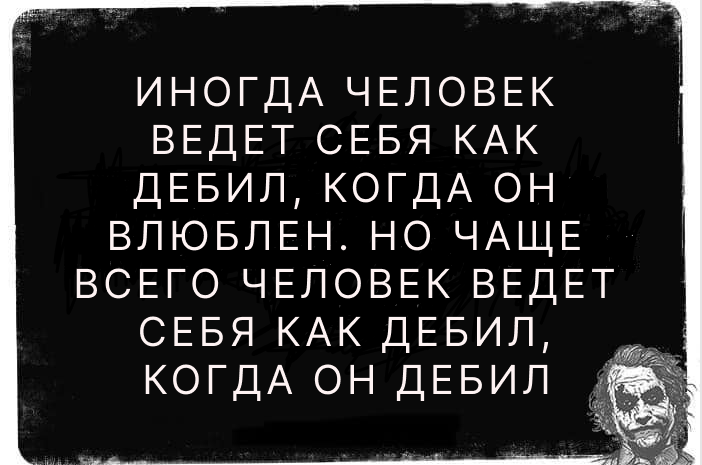 ИНОГДА ЧЕЛОВЕК
ВЕДЕТ СЕБЯ КАК
ДЕБИЛ, КОГДА ОН
ВЛЮБЛЕН. НО ЧАЩЕ
ВСЕГО ЧЕЛОВЕК ВЕДЕТ
СЕБЯ КАК ДЕБИЛ,
КОГДА ОН ДЕБИЛ